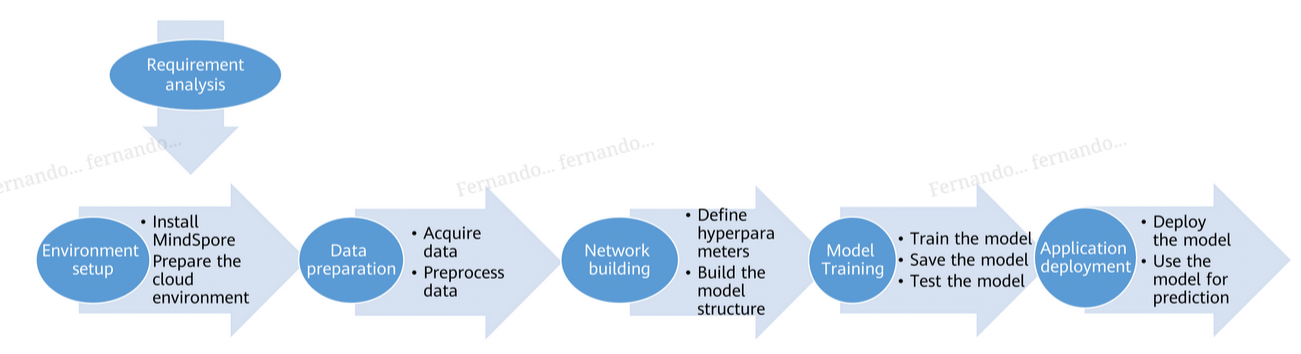 Requirement
analysis
Fernando... fernando...
Fernando... fernando...
Fernando... fernando...
Environment
setup
• Install
MindSpore
Prepare the
cloud
environment
Data
preparation
• Acquire
data
• Preprocess
data
Network
building
• Define
hyperpara
meters
• Build the
model
structure
Model
Training
• Train the model
• Save the model
• Test the model
Application
deployment
• Deploy
the model
• Use the
model for
prediction